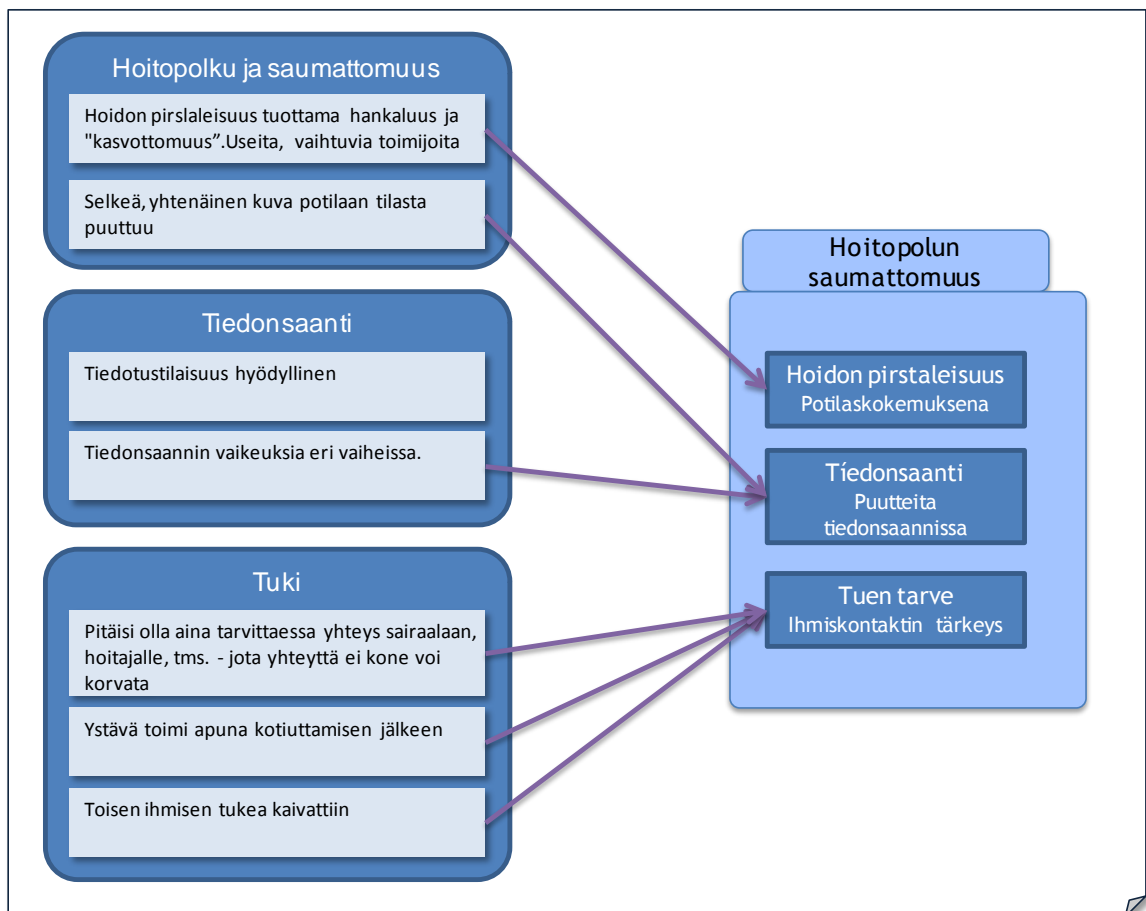 Hoitopolku ja saumattomuus
Hoidon pirslaleisuus tuottama hankaluus ja
"kasvottomuus”.Useita, vaihtuvia toimijoita
Selkeä, yhtenäinen kuva potilaan tilasta
puuttuu
Tiedonsaanti
Tiedotustilaisuus hyödyllinen
Tiedonsaannin vaikeuksia eri vaiheissa.
Tuki
Pitäisi olla aina tarvittaessa yhteys sairaalaan,
hoitajalle, tms. - jota yhteyttä ei kone voi
korvata
Ystävä toimi apuna kotiuttamisen jälkeen
Toisen ihmisen tukea kaivattiin
Hoitopolun
saumattomuus
Hoidon pirstaleisuus
Potilaskokemuksena
Tíedonsaanti
Puutteita
tiedonsaannissa
Tuen tarve
Ihmiskontaktin tärkeys